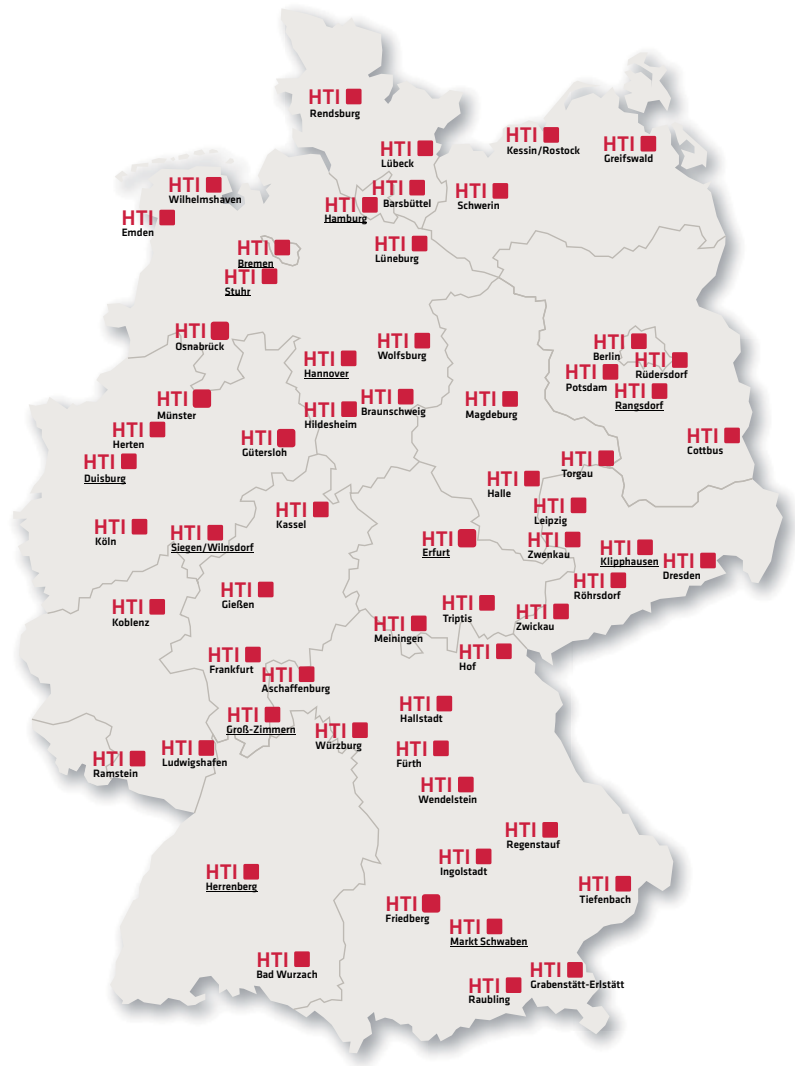 HTI
Rendsburg
HTI
Kessin/Rostock
HTI
Greifswald
HTI
Lübeck
HTI
Wilhelmshaven
HTI
Barsbüttel
HTI
Schwerin
HTI
Hamburg
HTI
Emden
HTI
Lüneburg
HTI
Bremen
HTI
Stuhr
HTI
Osnabrück
HTI
Wolfsburg
HTI
Berlin
HTI
Hannover
HTI
Rüdersdorf
HTI
Potsdam
HTI
Rangsdorf
HTI
Münster
HTI
Braunschweig
HTI
Magdeburg
HTI
Hildesheim
HTI
Herten
HTI
Gütersloh
HTI
Cottbus
HTI
Duisburg
HTI
Torgau
HTI
Halle
HTI
Kassel
HTI
Leipzig
HTI
Köln
HTI
Siegen/Wilnsdorf
HTI
Erfurt
HTI
Zwenkau
HTI
Klipphausen
HTI
Dresden
HTI
Röhrsdorf
HTI
Gießen
HTI
Koblenz
HTI
Triptis
HTI
Zwickau
HTI
Meiningen
HTI
Hof
HTI
Frankfurt
HTI
Aschaffenburg
HTI
Hallstadt
HTI
Groß-Zimmern
HTI
Würzburg
HTI
Fürth
HTI
Ludwigshafen
HTI
Ramstein
HTI
Wendelstein
HTI
Regenstauf
HTI
Ingolstadt
HTI
Herrenberg
HTI
Tiefenbach
HTI
Friedberg
HTI
Markt Schwaben
HTI
Bad Wurzach
HTI
Grabenstätt-Erlstätt
HTI
Raubling